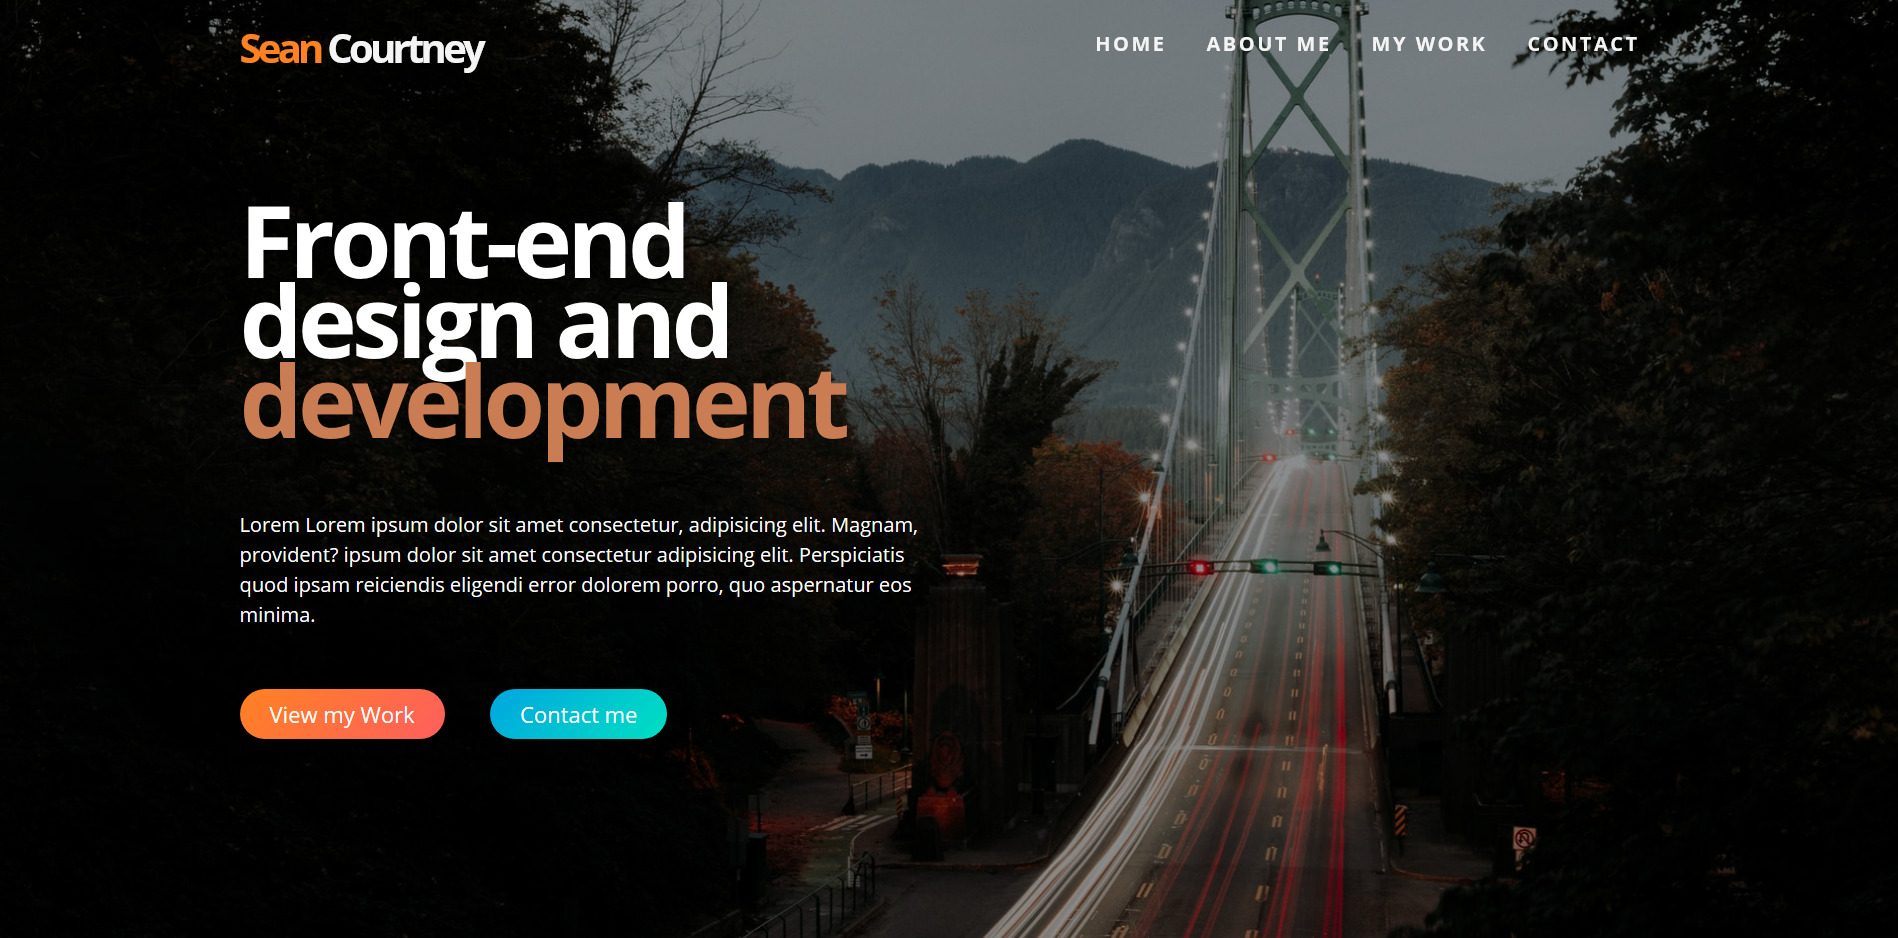 Sean Courtney
HOME ABOUT ME MY WORK CONTACT
Front-end
design and
development
Lorem Lorem ipsum dolor sit amet consectetur, adipisicing elit. Magnam,
provident? ipsum dolor sit amet consectetur adipisicing elit. Perspiciatis
quod ipsam reiciendis eligendi error dolorem porro, quo aspernatur eos
minima.
View my Work Contact me